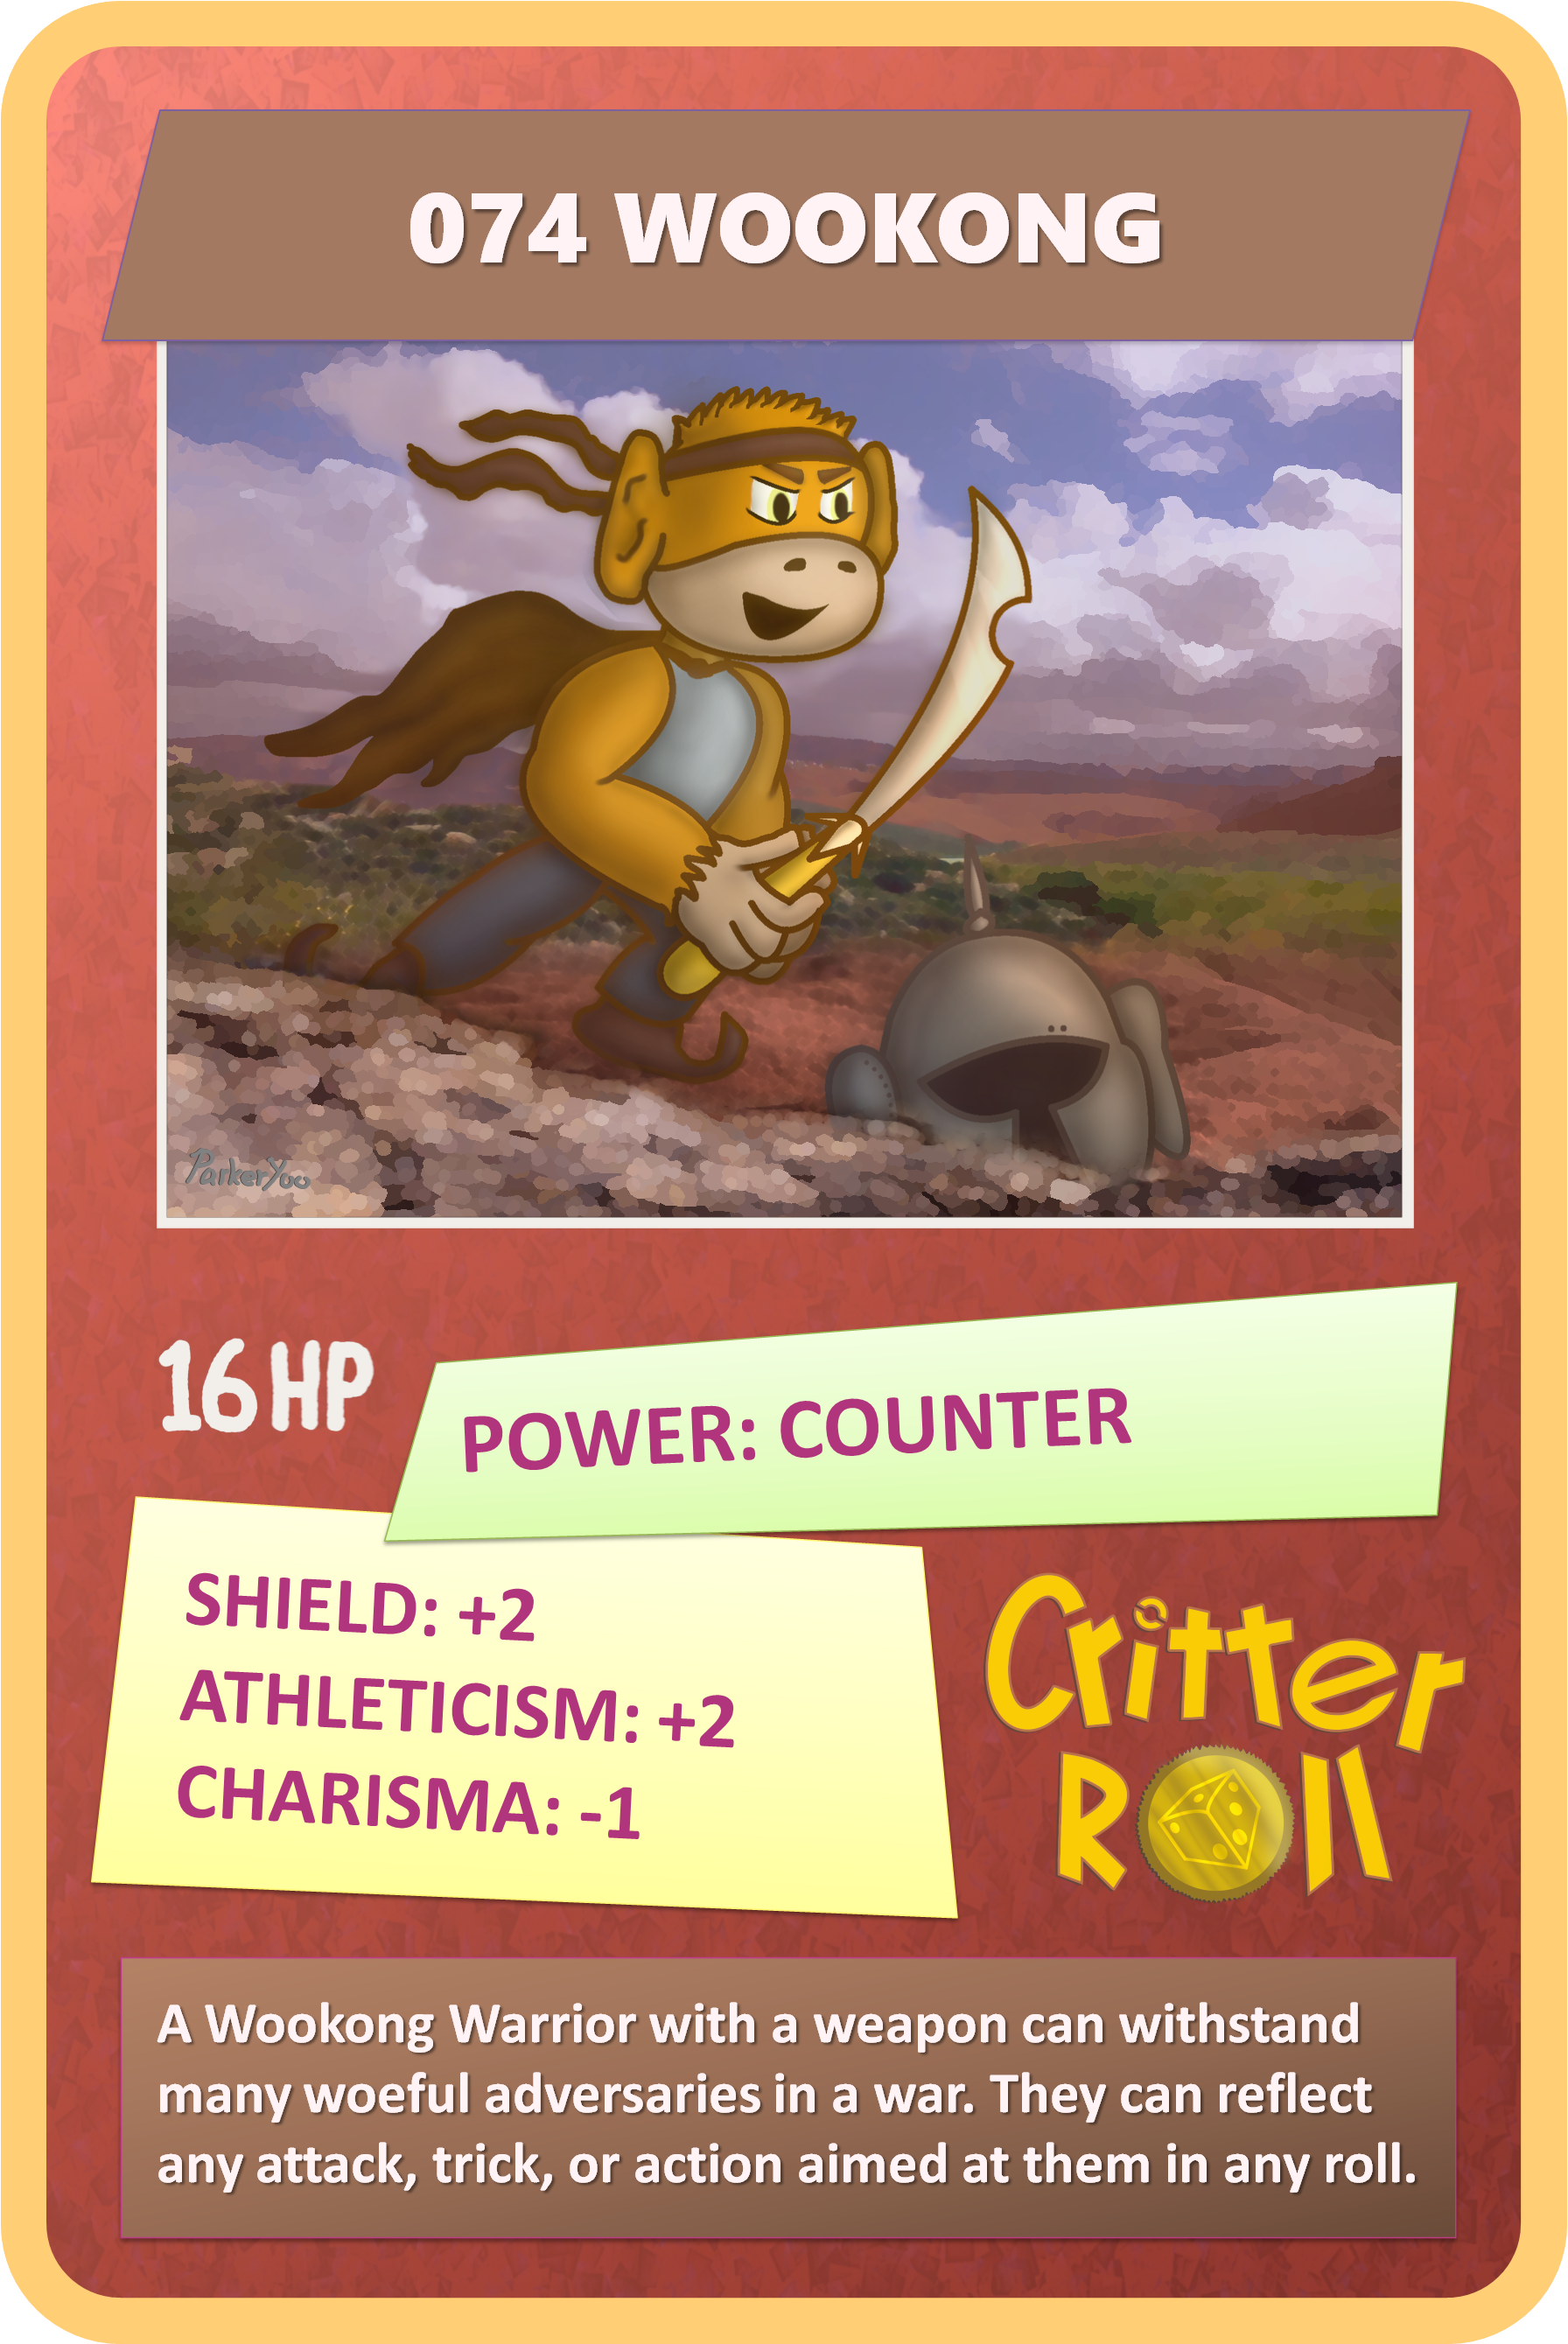 074 WOOKONG
ParkerYoo
16 HP
POWER: COUNTER
SHIELD: +2
ATHLETICISM: +2
CHARISMA: -1
Critter
Roll
A Wookong Warrior with a weapon can withstand
many woeful adversaries in a war. They can reflect
any attack, trick, or action aimed at them in any roll.